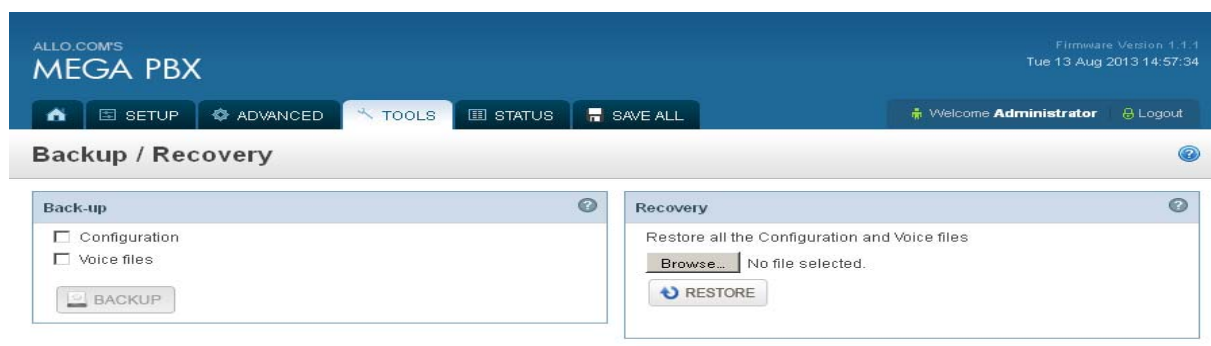 ALLO.COM'S
MEGA PBX
Firmware Version 1.1.1
Tue 13 Aug 2013 14:57:34
SETUP
ADVANCED
TOOLS
STATUS
SAVE ALL
Welcome Administrator
Logout
Backup / Recovery
Back-up
Configuration
Voice files
BACKUP
Recovery
Restore all the Configuration and Voice files
Browse... No file selected.
RESTORE